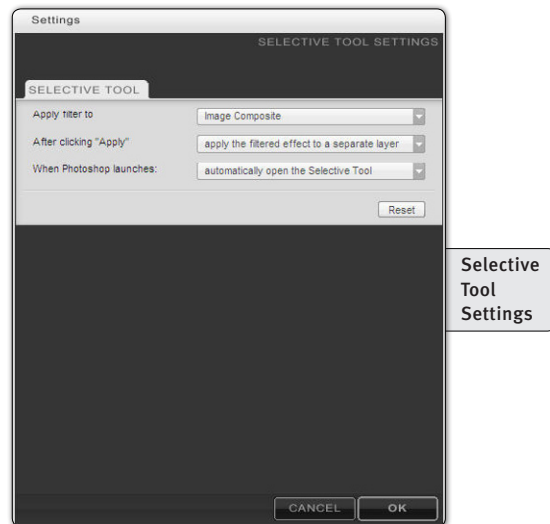 Settings
SELECTIVE TOOL SETTINGS
SELECTIVE TOOL
Apply filter to
Image Composite
After clicking "Apply"
apply the filtered effect to a separate layer
When Photoshop launches:
automatically open the Selective Tool
Reset
Selective
Tool
Settings
CANCEL
OK